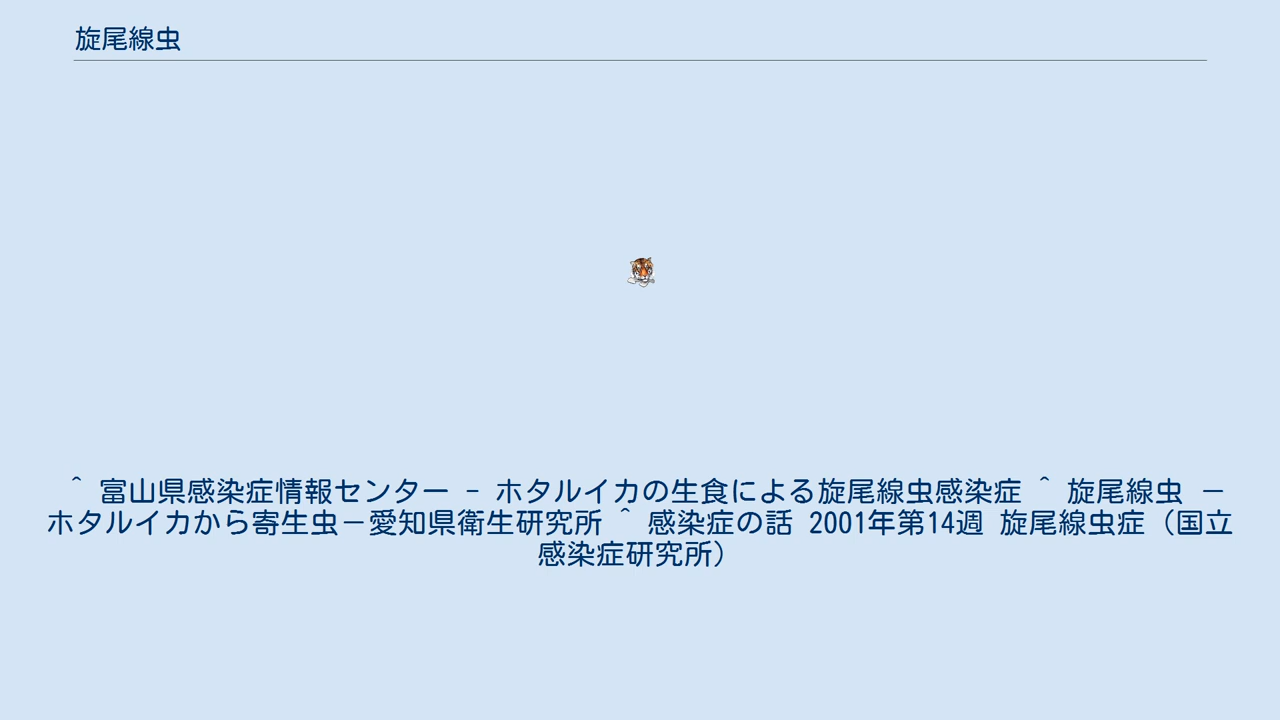 旋尾線虫
^ 富山県感染症情報センター - ホタルイカの生食による旋尾線虫感染症 ^ 旋尾線虫 －
ホタルイカから寄生虫－愛知県衛生研究所 ^ 感染症の話 2001年第14週 旋尾線虫症（国立
感染症研究所）